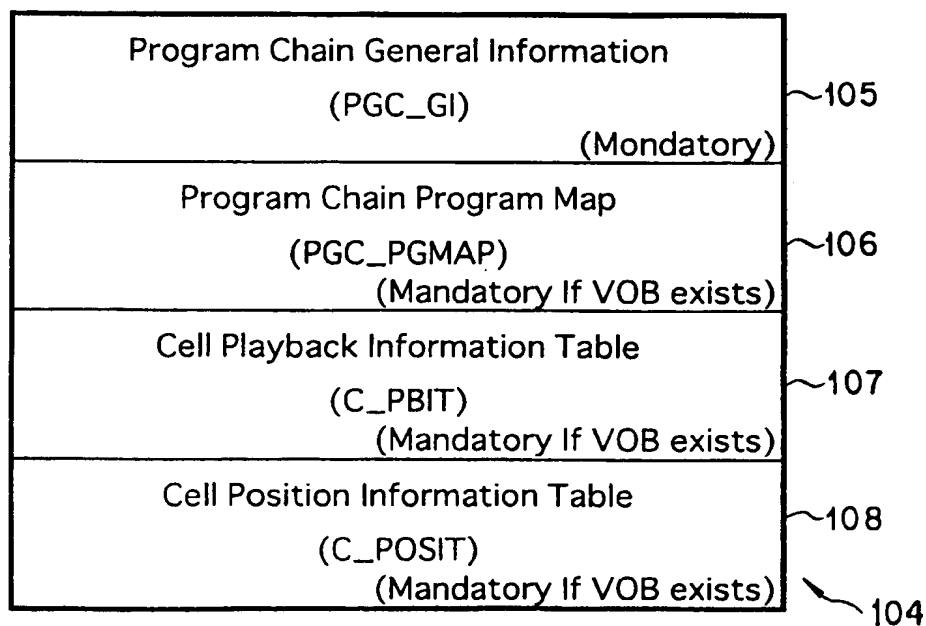 Program Chain General Information
(PGC_GI)
(Mondatory)
105
Program Chain Program Map
(PGC_PGMAP)
(Mandatory If VOB exists)
106
Cell Playback Information Table
(C_PBIT)
(Mandatory If VOB exists)
107
Cell Position Information Table
(C_POSIT)
(Mandatory If VOB exists)
108
104